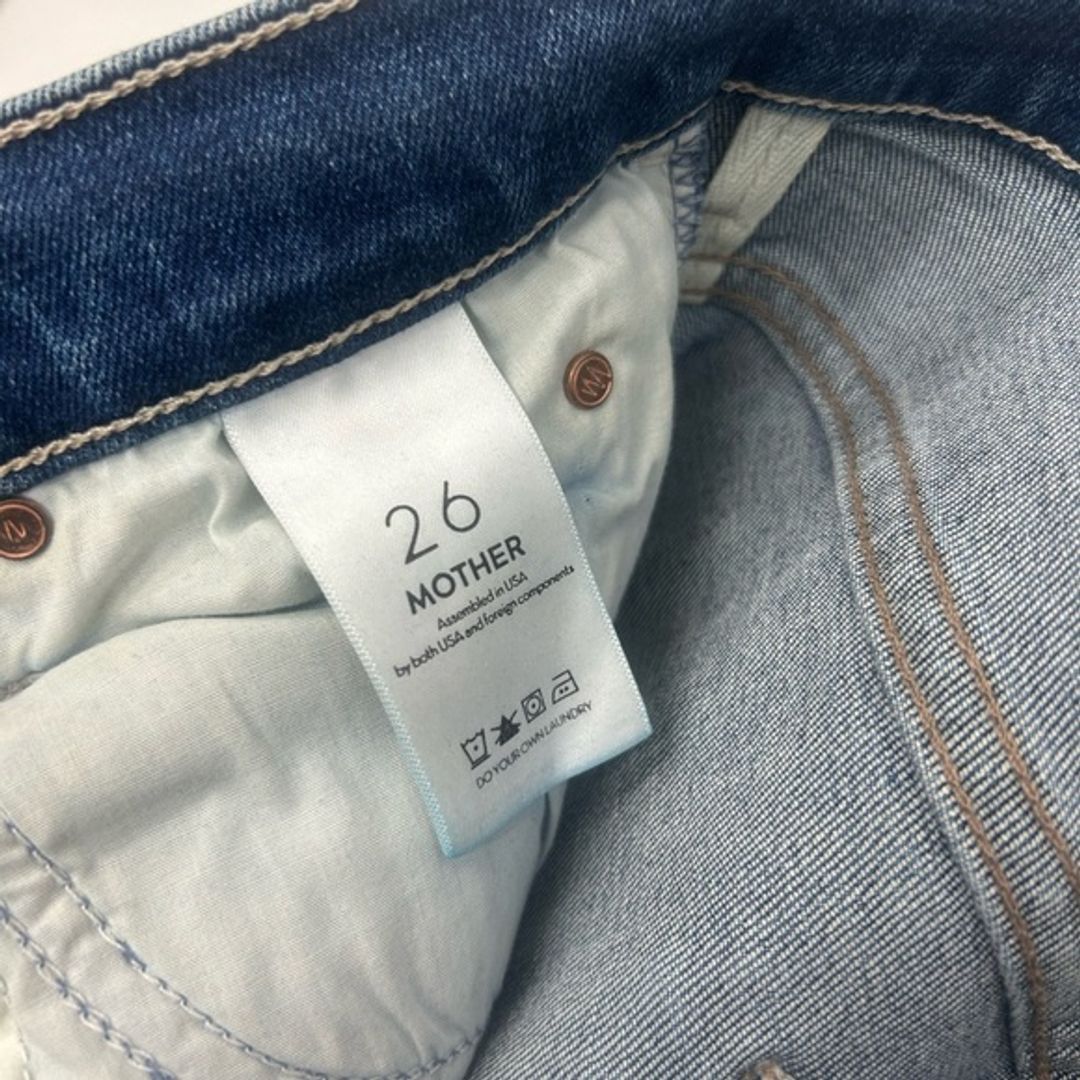 26
MOTHER
Assembled in USA
by both USA and foreign components
DO YOUR OWN LAUNDRY